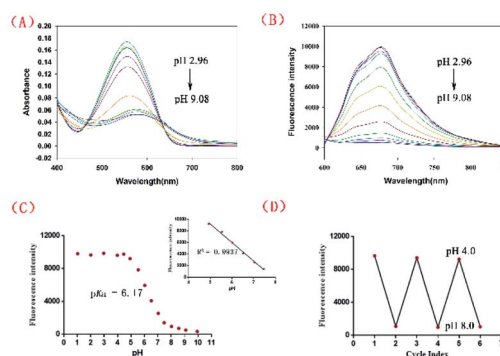 (A)
0.20
0.18
0.16
0.14
0.12
0.10
0.08
0.06
0.04
0.02
0.00
-0.02
Absorbance
400
500
600
700
800
Wavelength(nm)
pH 2.96
pH 9.08
(B)
12000
10000
8000
6000
4000
2000
0
Fluorescence intensity
600
650
700
750
800
Wavelength(nm)
pH 2.96
pH 9.08
(C)
12000
8000
4000
0
Fluorescence intensity
0 1 2 3 4 5 6 7 8 9 10 11
pH
pKa = 6.17
Fluorescence intensity
pH
(D)
12000
8000
4000
0
Fluorescence intensity
0 1 2 3 4 5 6
Cycle Index
pH 4.0
pH 8.0